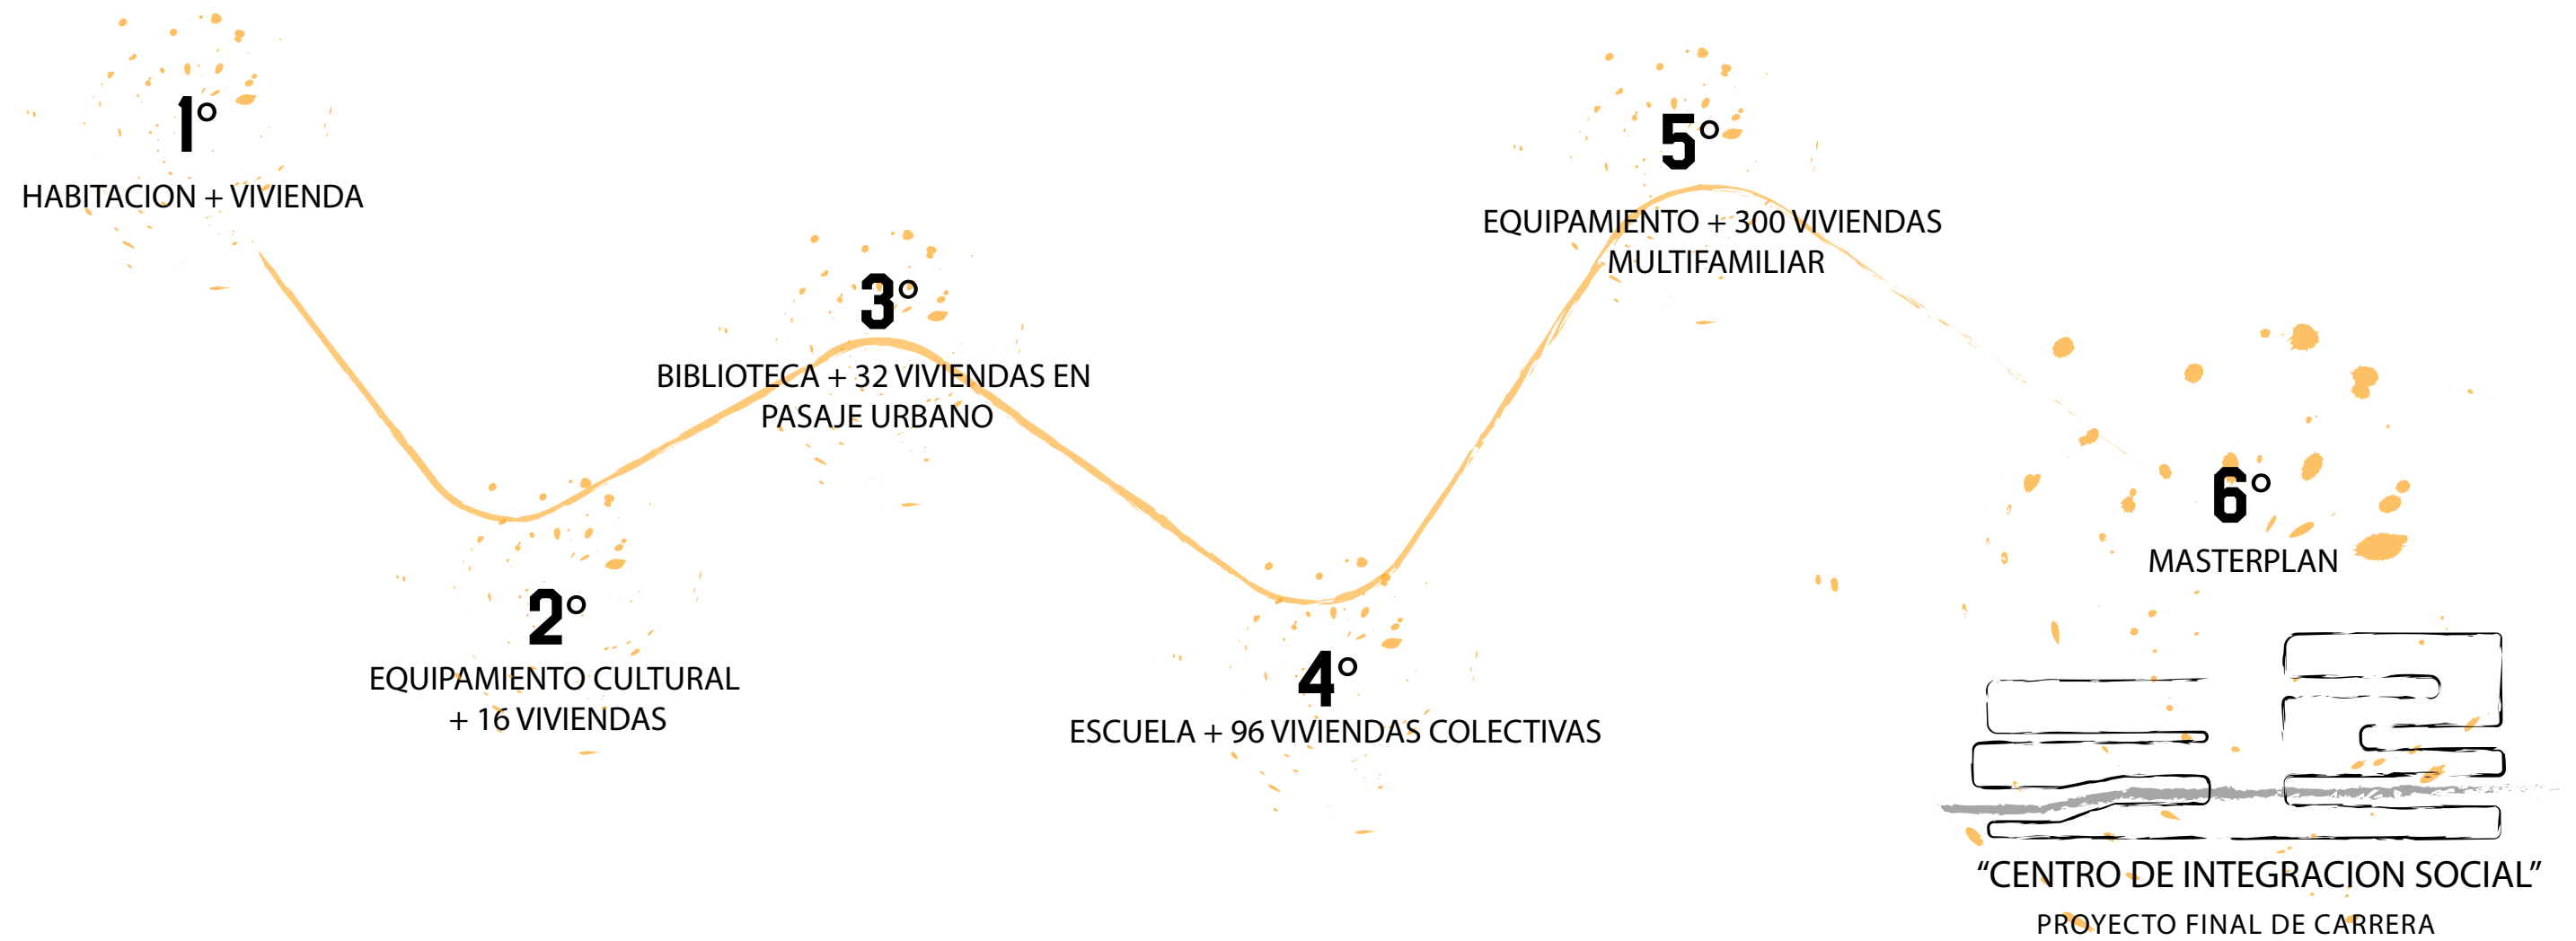 1°
HABITACION + VIVIENDA
2°
EQUIPAMIENTO CULTURAL
+ 16 VIVIENDAS
3°
BIBLIOTECA + 32 VIVIENDAS EN
PASAJE URBANO
4°
ESCUELA + 96 VIVIENDAS COLECTIVAS
5°
EQUIPAMIENTO + 300 VIVIENDAS
MULTIFAMILIAR
6°
MASTERPLAN
“CENTRO DE INTEGRACION SOCIAL”
PROYECTO FINAL DE CARRERA